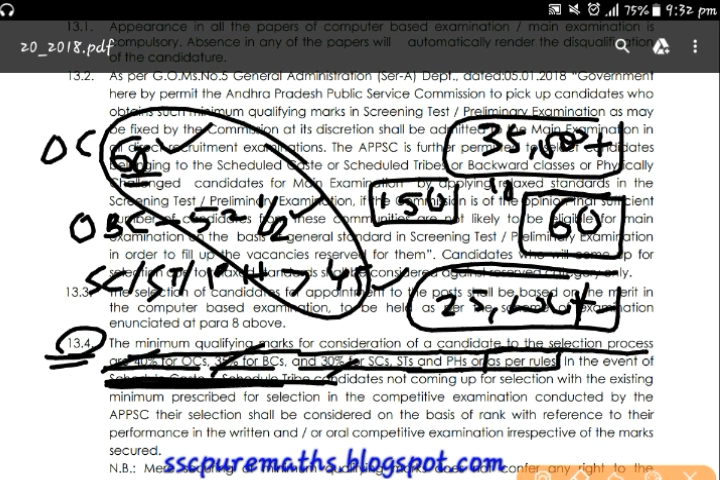 75% 9:32 pm
13.1. Appearance in all the papers of computer based examination / main examination is
compulsory. Absence in any of the papers will automatically render the disqualification
20_2018.pdf
of the candidature.
13.2. As per G.O.Ms.No.5 General Administration (Ser-A) Dept., dated:05.01.2018 "Government
here by permit the Andhra Pradesh Public Service Commission to pick up candidates who
obtains such minimum qualifying marks in Screening Test / Preliminary Examination as may
OC 60 35,000+
be fixed by the Commission at its discretion shall be admitted to the Main Examination in
direct recruitment examinations. The APPSC is further permitted to select candidates
belonging to the Scheduled Caste or Scheduled Tribes or Backward Classes or Physically
Challenged candidates for Main Examination by applying relaxed standards in the
150
Screening Test / Preliminary Examination, if the Commission is of the opinion that sufficient
OBC - 52 1/2 60
number of candidates from these communities are not likely to be eligible for main
examination on the basis general standard in Screening Test / Preliminary Examination
in order to fill up the vacancies reserved for them". Candidates who will come up for
SC/ST/PH > 45
selection for relaxed standards shall be considered against reserved category only.
13.3. The selection of candidates for appointment to the posts shall be based on the merit in
25,000+
the computer based examination, to be held as per the scheme of examination
enunciated at para 8 above.
13.4. The minimum qualifying marks for consideration of a candidate to the selection process
are 40% for OCs, 35% for BCs, and 30% for SCs, STs and PHs or as per rules. In the event of
Schedule Caste / Schedule Tribe candidates not coming up for selection with the existing
minimum prescribed for selection in the competitive examination conducted by the
APPSC their selection shall be considered on the basis of rank with reference to their
performance in the written and / or oral competitive examination irrespective of the marks
secured.
sscpuremaths.blogspot.com
N.B.: Mere securing of minimum qualifying marks does not confer any right to the